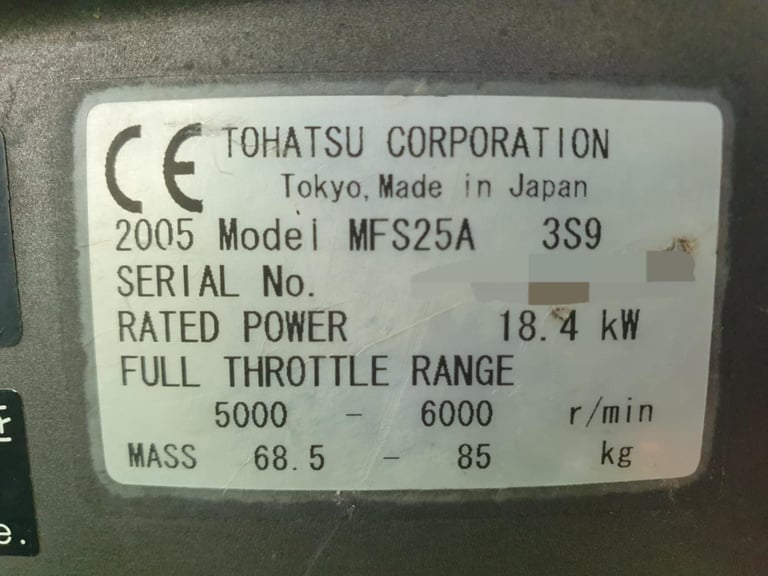 CE TOHATSU CORPORATION
Tokyo, Made in Japan
2005 Model MFS25A 3S9
SERIAL No.
RATED POWER 18.4 kW
FULL THROTTLE RANGE
5000 - 6000 r/min
MASS 68.5 - 85 kg
e.